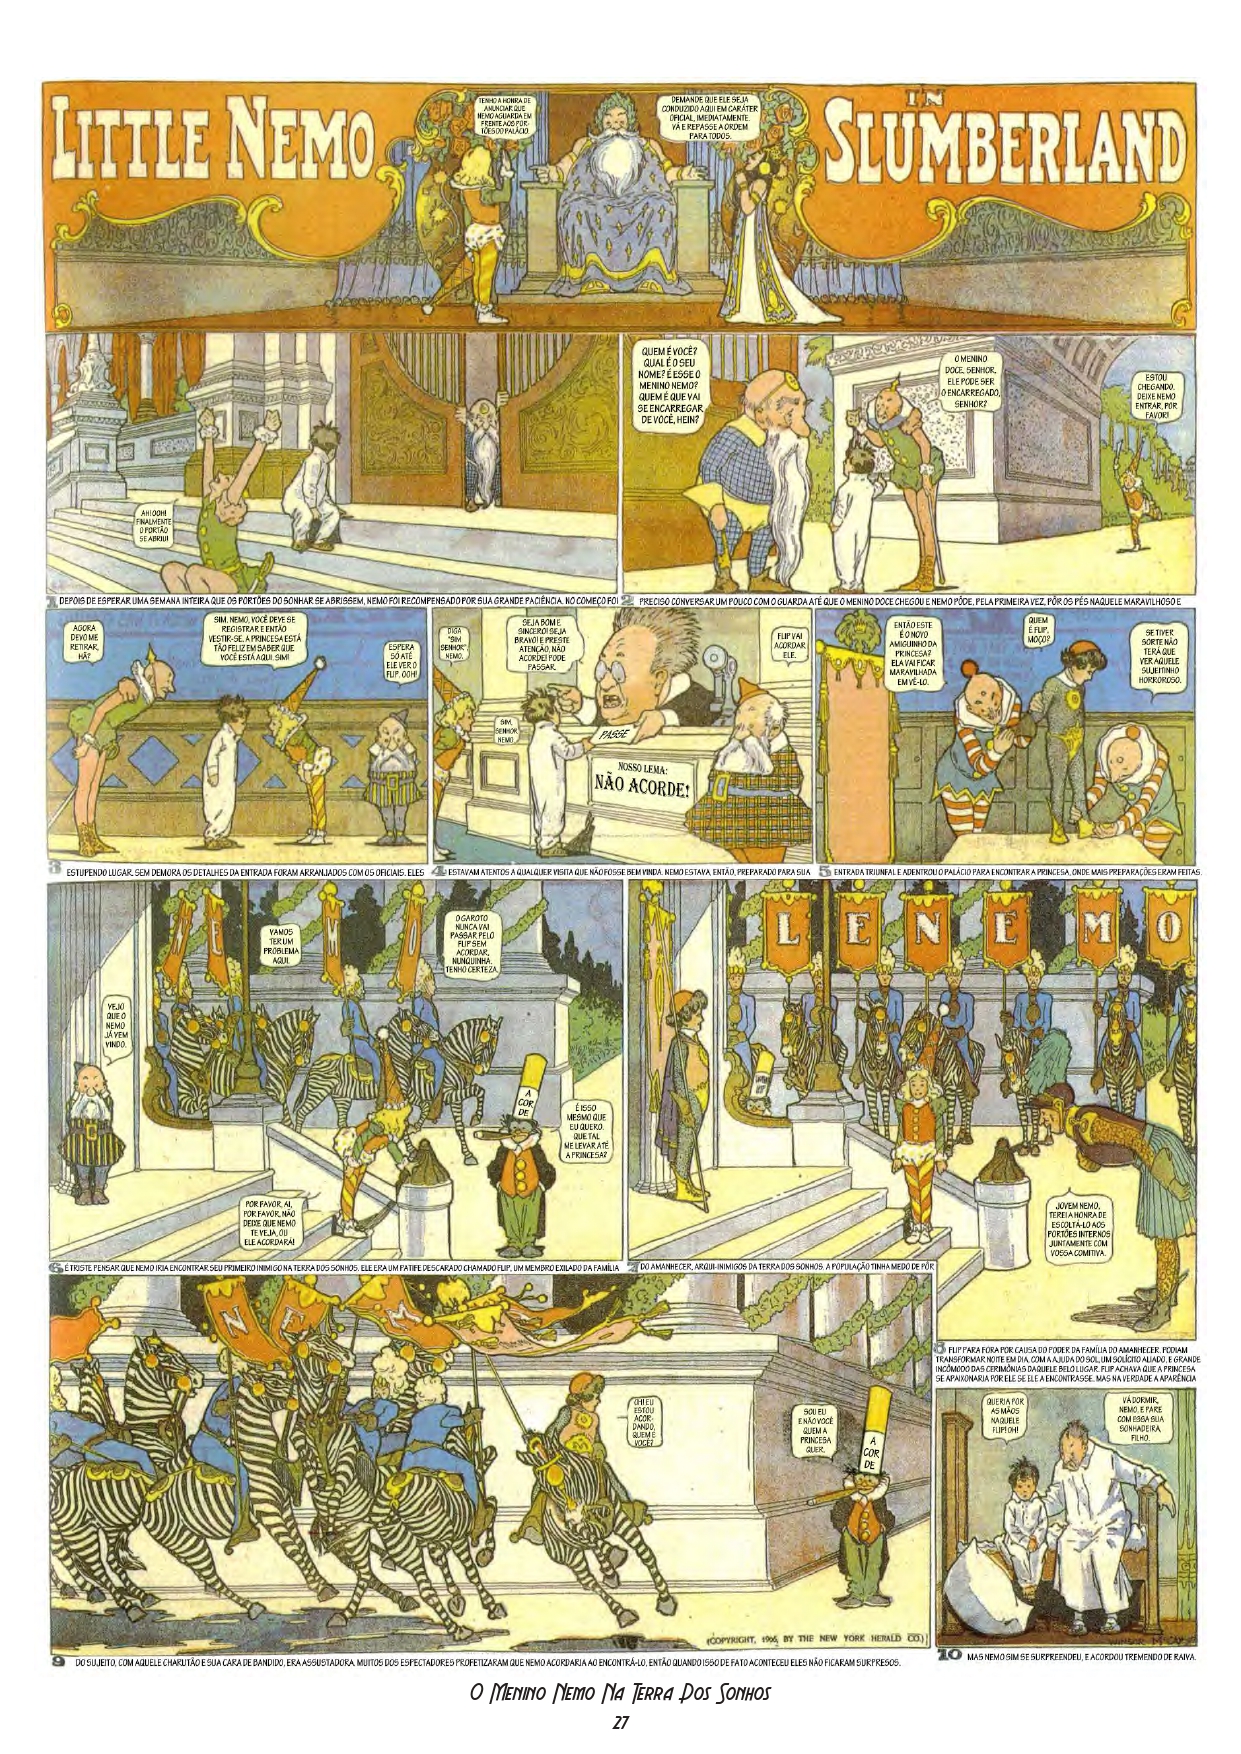 LITTLE NEMO
IN
SLUMBERLAND
TENHO A HONRA DE
ANUNCIAR QUE
NEMO AGUARDA EM
FRENTE AOS POR-
TÕES DO PALÁCIO.
DEMANDE QUE ELE SEJA
CONDUZIDO AQUI EM CARÁTER
OFICIAL, IMEDIATAMENTE.
VÁ E REPASSE A ORDEM
PARA TODOS.
AH! OOH!
FINALMENTE
O PORTÃO
SE ABRIU!
1 DEPOIS DE ESPERAR UMA SEMANA INTEIRA QUE OS PORTÕES DO SONHAR SE ABRISSEM, NEMO FOI RECOMPENSADO POR SUA GRANDE PACIÊNCIA. NO COMEÇO FOI
QUEM É VOCÊ?
QUAL É O SEU
NOME? É ESSE O
MENINO NEMO?
QUEM É QUE VAI
SE ENCARREGAR
DE VOCÊ, HEIN?
O MENINO
DOCE, SENHOR.
ELE PODE SER
O ENCARREGADO,
SENHOR?
ESTOU
CHEGANDO.
DEIXE NEMO
ENTRAR, POR
FAVOR!
2 PRECISO CONVERSAR UM POUCO COM O GUARDA ATÉ QUE O MENINO DOCE CHEGOU E NEMO PÔDE, PELA PRIMEIRA VEZ, PÔR OS PÉS NAQUELE MARAVILHOSO E
AGORA
DEVO ME
RETIRAR,
HÃ?
SIM, NEMO, VOCÊ DEVE SE
REGISTRAR E ENTÃO
VESTIR-SE. A PRINCESA ESTÁ
TÃO FELIZ EM SABER QUE
VOCÊ ESTÁ AQUI. SIM!
ESPERA
SÓ ATÉ
ELE VER O
FLIP. OOH!
3 ESTUPENDO LUGAR. SEM DEMORA OS DETALHES DA ENTRADA FORAM ARRANJADOS COM OS OFICIAIS. ELES
DIGA
"SIM
SENHOR",
NEMO.
SEJA BOM E
SINCERO! SEJA
BRAVO! E PRESTE
ATENÇÃO, NÃO
ACORDE! PODE
PASSAR.
FLIP VAI
ACORDAR
ELE.
SIM,
SENHOR
NEMO.
PASSE
NOSSO LEMA:
NÃO ACORDE!
4 ESTAVAM ATENTOS A QUALQUER VISITA QUE NÃO FOSSE BEM VINDA. NEMO ESTAVA, ENTÃO, PREPARADO PARA SUA
ENTÃO ESTE
É O NOVO
AMIGUINHO DA
PRINCESA?
ELA VAI FICAR
MARAVILHADA
EM VÊ-LO.
QUEM
É FLIP,
MOÇO?
SE TIVER
SORTE NÃO
TERÁ QUE
VER AQUELE
SUJEITINHO
HORROROSO.
5 ENTRADA TRIUNFAL E ADENTROU O PALÁCIO PARA ENCONTRAR A PRINCESA, ONDE MAIS PREPARAÇÕES ERAM FEITAS.
NEMO
VAMOS
TER UM
PROBLEMA
AQUI.
O GAROTO
NUNCA VAI
PASSAR PELO
FLIP SEM
ACORDAR,
NUNQUINHA.
TENHO CERTEZA.
VEJO
QUE O
NEMO
JÁ VEM
VINDO.
A
COR
DE
É ISSO
MESMO QUE
EU QUERO.
QUE TAL
ME LEVAR ATÉ
A PRINCESA?
POR FAVOR, AI,
POR FAVOR, NÃO
DEIXE QUE NEMO
TE VEJA, OU
ELE ACORDARÁ!
6 É TRISTE PENSAR QUE NEMO IRIA ENCONTRAR SEU PRIMEIRO INIMIGO NA TERRA DOS SONHOS. ELE ERA UM PATIFE DESCARADO CHAMADO FLIP, UM MEMBRO EXILADO DA FAMÍLIA
LENEMO
JOVEM NEMO,
TEREI A HONRA DE
ESCOLTÁ-LO AOS
PORTÕES INTERNOS
JUNTAMENTE COM
VOSSA COMITIVA.
7 DO AMANHECER, ARQUI-INIMIGOS DA TERRA DOS SONHOS. A POPULAÇÃO TINHA MEDO DE PÔR
8 FLIP PARA FORA POR CAUSA DO PODER DA FAMÍLIA DO AMANHECER. PODIAM
TRANSFORMAR NOITE EM DIA, COM A AJUDA DO SOL, UM SOLÍCITO ALIADO, E GRANDE
INCÔMODO DAS CERIMÔNIAS DAQUELE BELO LUGAR. FLIP ACHAVA QUE A PRINCESA
SE APAIXONARIA POR ELE SE ELE A ENCONTRASSE. MAS NA VERDADE A APARÊNCIA
NEM
OH! EU
ESTOU
ACOR-
DANDO,
QUEM É
VOCÊ?
SOU EU
E NÃO VOCÊ
QUEM A
PRINCESA
QUER.
A
COR
DE
(COPYRIGHT, 1906, BY THE NEW YORK HERALD CO.)
9 DO SUJEITO, COM AQUELE CHARUTÃO E SUA CARA DE BANDIDO, ERA ASSUSTADORA. MUITOS DOS ESPECTADORES PROFETIZARAM QUE NEMO ACORDARIA AO ENCONTRÁ-LO, ENTÃO QUANDO ISSO DE FATO ACONTECEU ELES NÃO FICARAM SURPRESOS.
QUERIA PÔR
AS MÃOS
NAQUELE
FLIP! OH!
VÁ DORMIR,
NEMO, E PARE
COM ESSA SUA
SONHADEIRA,
FILHO.
WINSOR McCAY
10 MAS NEMO SIM SE SURPREENDEU, E ACORDOU TREMENDO DE RAIVA.
O MENINO NEMO NA TERRA DOS SONHOS
27